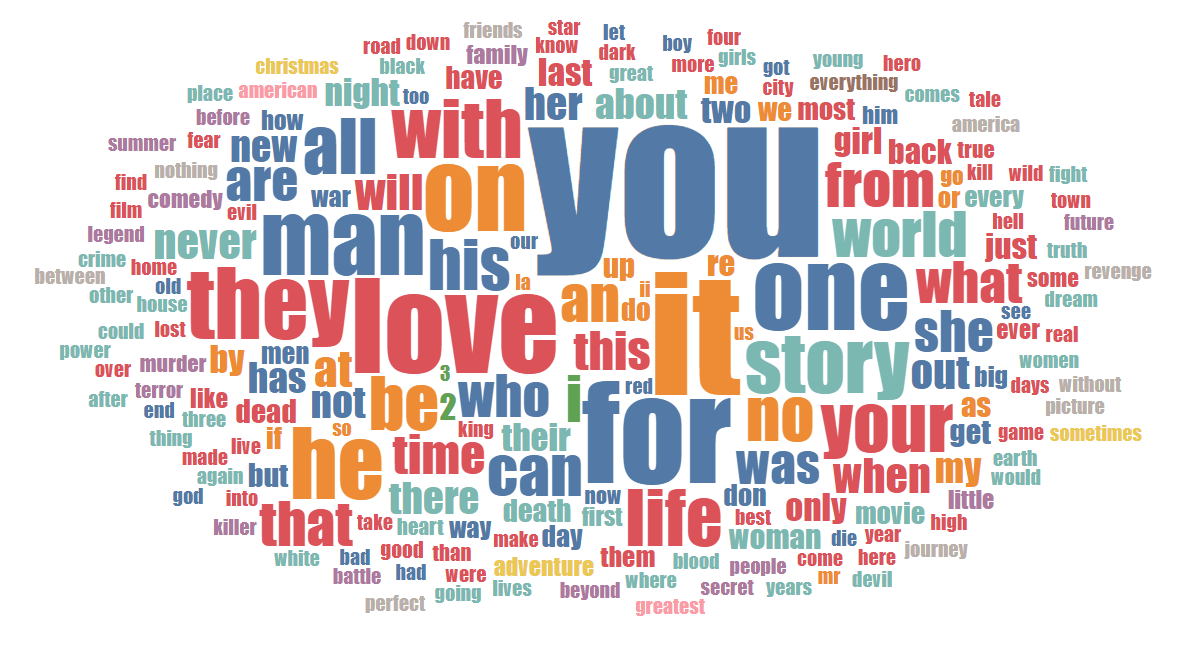 friends star let boy four
road down family know dark more girls got young hero
christmas black have last great me city everything comes tale
place american night too her about two we most him america
before how all with you girl back true
summer fear new are war will on from go kill wild fight
nothing or every town
find comedy evil man his our world hell future
film
legend never just truth
crime home la up re what some revenge
between old they love an do ii it one dream
other house
could lost this us story she see ever real
power over murder by men at who i red out big women
after terror has be 3 for days without
end like dead not 2 no your as picture
three king their get game sometimes
thing made live if so he time can was when my earth
again but would
god into there death now first life don only little
killer that take heart way make day best movie high
white bad good than them woman die year journey
battle had were adventure blood people come here
perfect going lives beyond where secret years mr devil
greatest